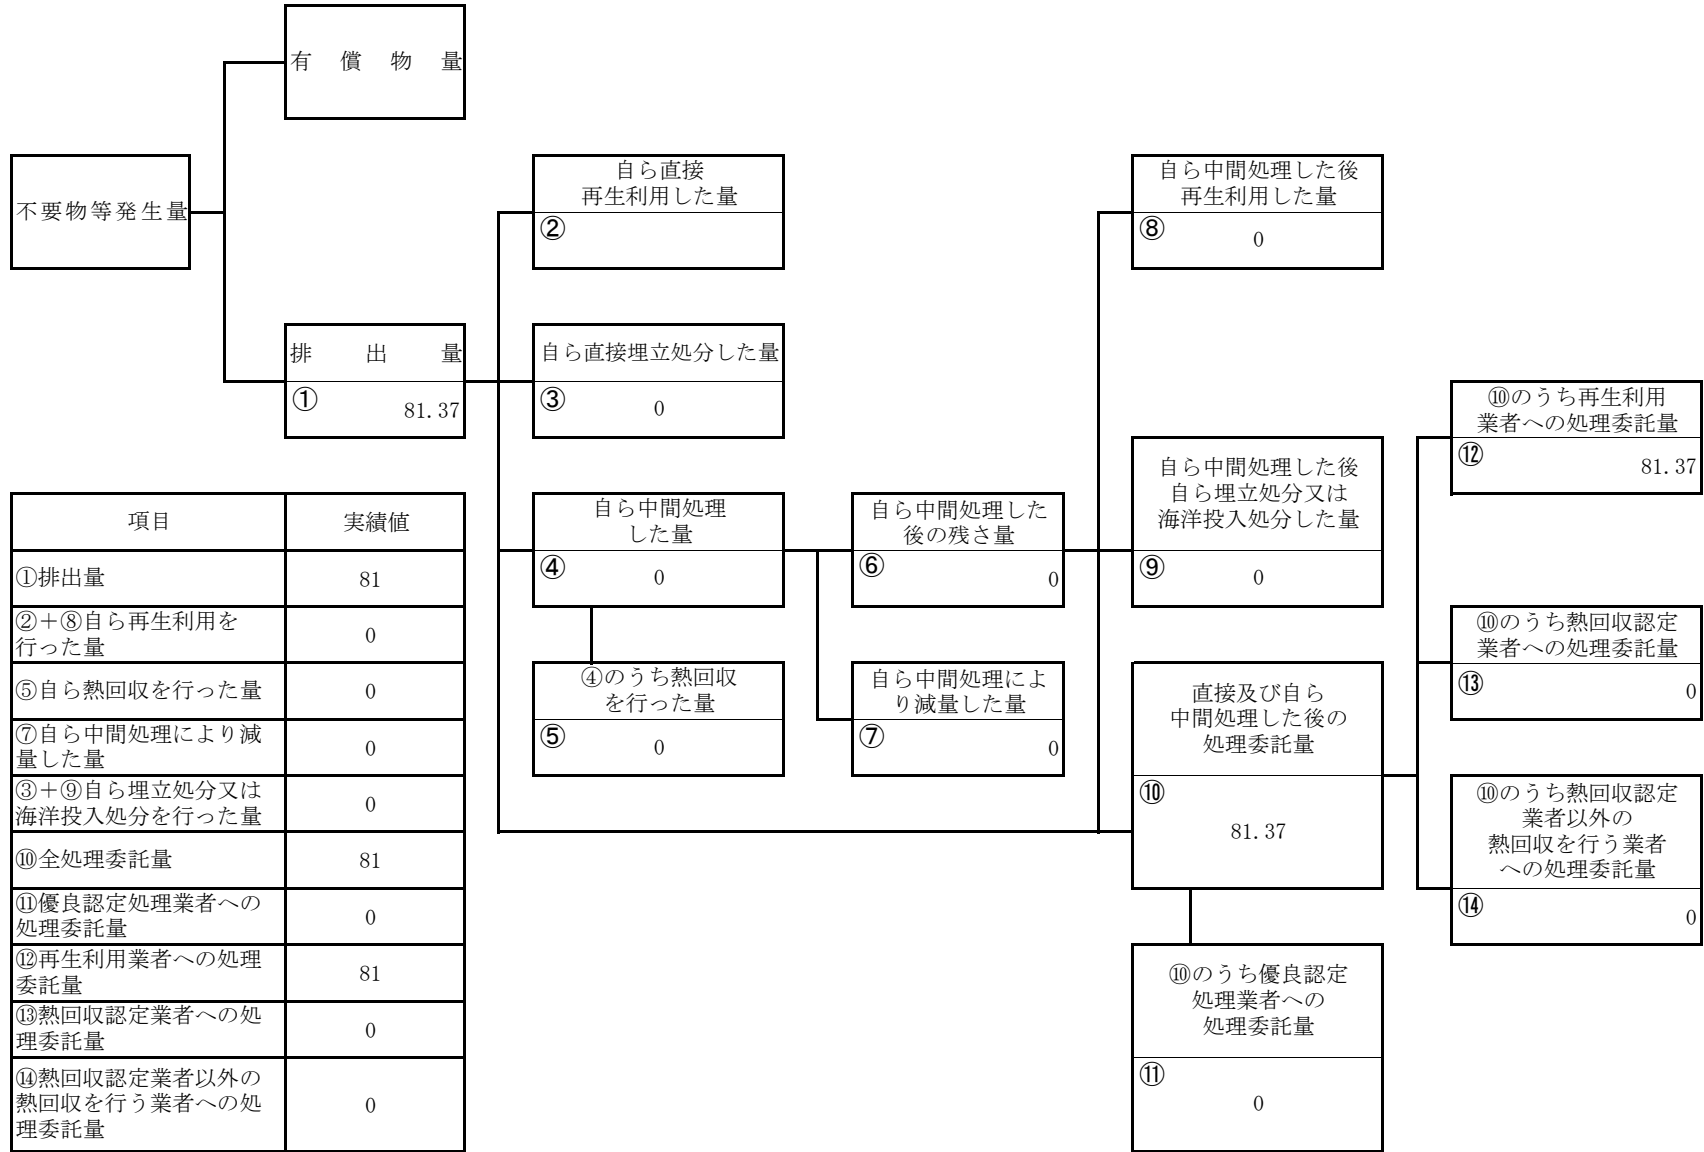 有償物量
不要物等発生量
自ら直接
再生利用した量
②
自ら中間処理した後
再生利用した量
⑧
0
排出量
①
81.37
自ら直接埋立処分した量
③
0
⑩のうち再生利用
業者への処理委託量
⑫
81.37
自ら中間処理した後
自ら埋立処分又は
海洋投入処分した量
⑨
0
自ら中間処理
した量
④
0
自ら中間処理した
後の残さ量
⑥
0
⑩のうち熱回収認定
業者への処理委託量
⑬
0
④のうち熱回収
を行った量
⑤
0
自ら中間処理によ
り減量した量
⑦
0
直接及び自ら
中間処理した後の
処理委託量
⑩
81.37
⑩のうち熱回収認定
業者以外の
熱回収を行う業者
への処理委託量
⑭
0
⑩のうち優良認定
処理業者への
処理委託量
⑪
0
項目 実績値
①排出量 81
②＋⑧自ら再生利用を
行った量 0
⑤自ら熱回収を行った量 0
⑦自ら中間処理により減
量した量 0
③＋⑨自ら埋立処分又は
海洋投入処分を行った量 0
⑩全処理委託量 81
⑪優良認定処理業者への
処理委託量 0
⑫再生利用業者への処理
委託量 81
⑬熱回収認定業者への処
理委託量 0
⑭熱回収認定業者以外の
熱回収を行う業者への処
理委託量 0